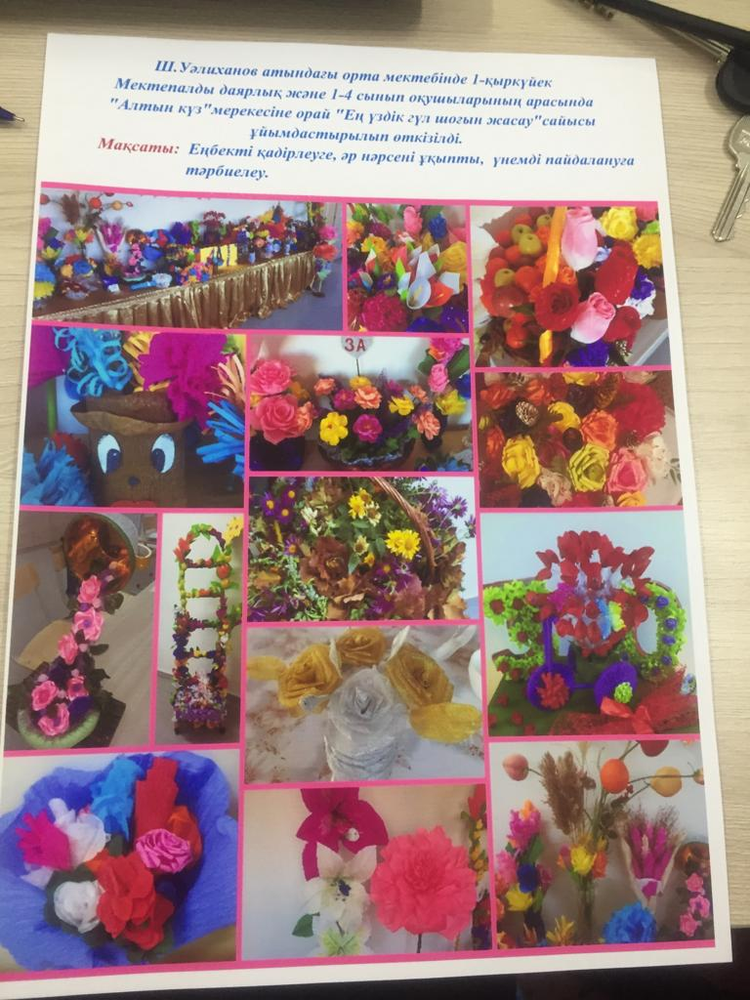 Ш.Уәлиханов атындағы орта мектебінде 1-қыркүйек
Мектепалды даярлық және 1-4 сынып оқушыларының арасында
"Алтын күз"мерекесіне орай "Ең үздік гүл шоғын жасау"сайысы
ұйымдастырылып өткізілді.
Мақсаты: Еңбекті қадірлеуге, әр нәрсені ұқыпты, үнемді пайдалануға
тәрбиелеу.
3А